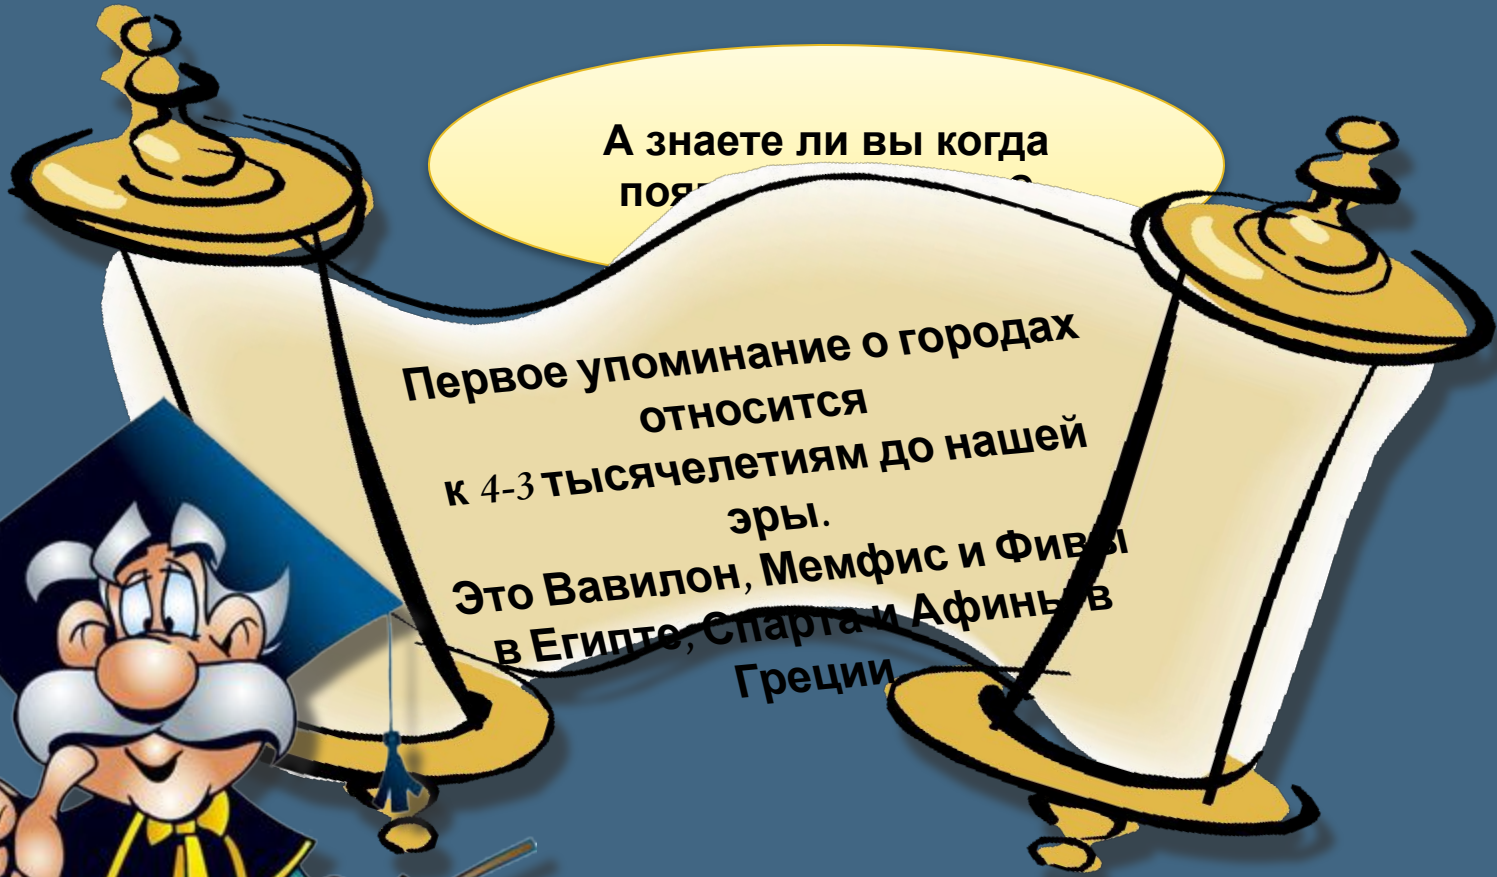 А знаете ли вы когда
Первое упоминание о городах
относится
к 4-3 тысячелетиям до нашей
эры.
Это Вавилон, Мемфис и Фивы
в Египте, Спарта и Афины в
Греции